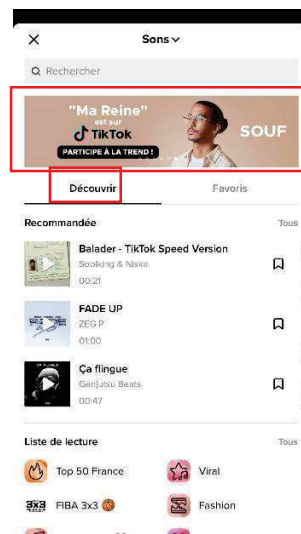 Sons
Rechercher
"Ma Reine"
est sur
TikTok
PARTICIPE À LA TREND !
SOUF
Découvrir
Favoris
Recommandée
Tous
Balader - TikTok Speed Version
Soolking & Niska
00:21
FADE UP
ZEG P
01:00
Ça flingue
Genjutsu Beats
00:47
Liste de lecture
Tous
Top 50 France
Viral
FIBA 3x3
Fashion